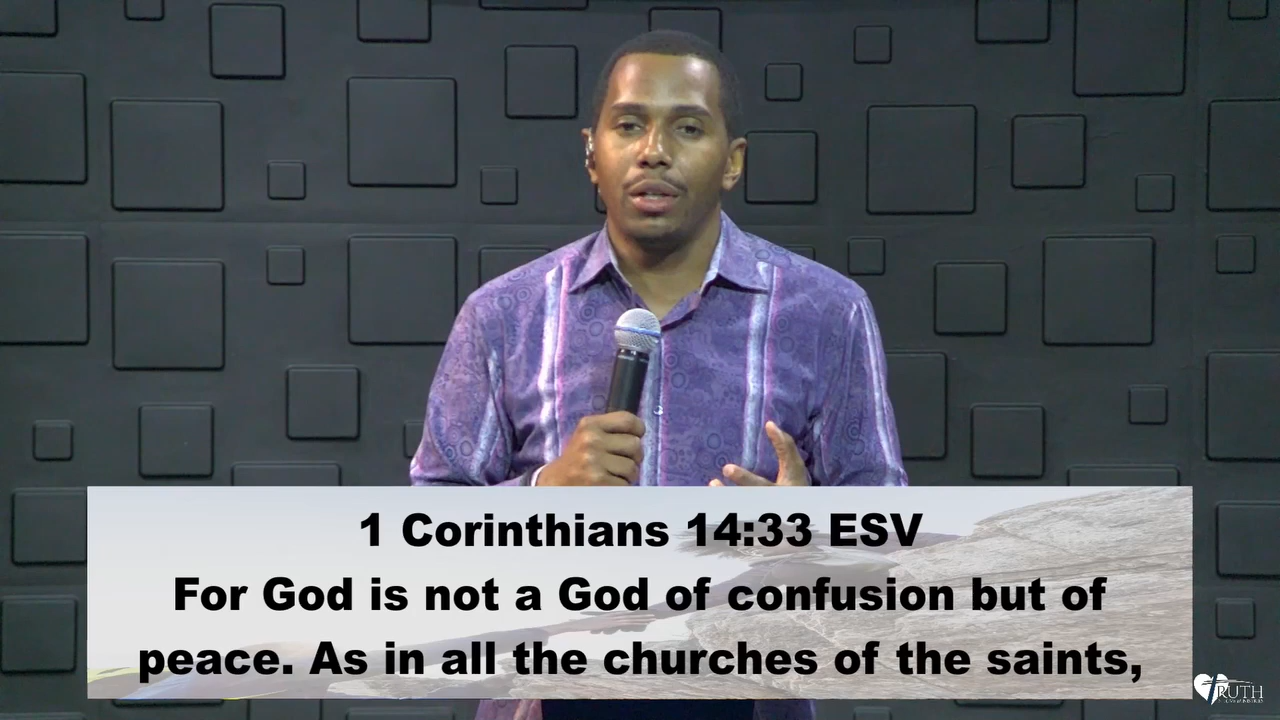 1 Corinthians 14:33 ESV
For God is not a God of confusion but of
peace. As in all the churches of the saints,
TRUTH